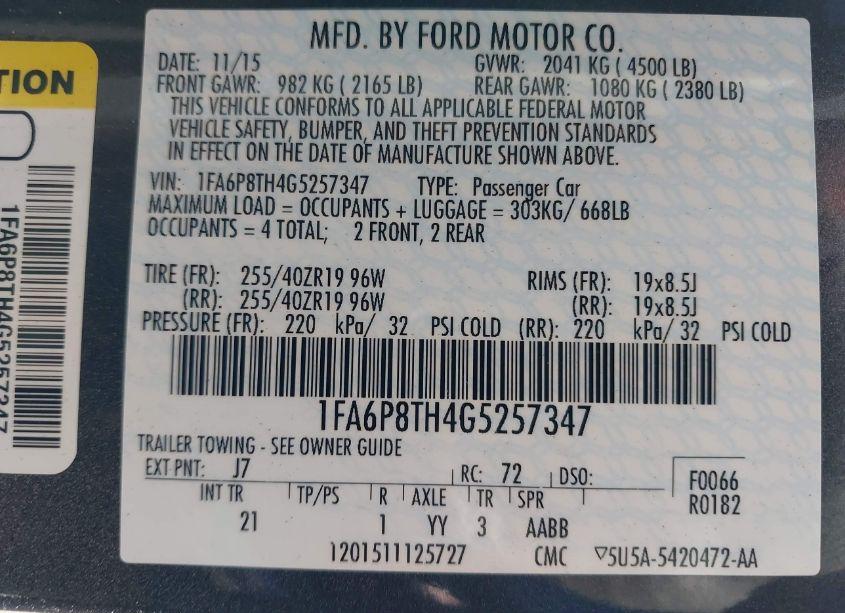 TION
1FA6P8TH4G5257347
MFD. BY FORD MOTOR CO.
DATE: 11/15 GVWR: 2041 KG ( 4500 LB)
FRONT GAWR: 982 KG ( 2165 LB) REAR GAWR: 1080 KG ( 2380 LB)
THIS VEHICLE CONFORMS TO ALL APPLICABLE FEDERAL MOTOR
VEHICLE SAFETY, BUMPER, AND THEFT PREVENTION STANDARDS
IN EFFECT ON THE DATE OF MANUFACTURE SHOWN ABOVE.
VIN: 1FA6P8TH4G5257347 TYPE: Passenger Car
MAXIMUM LOAD = OCCUPANTS + LUGGAGE = 303KG/ 668LB
OCCUPANTS = 4 TOTAL; 2 FRONT, 2 REAR
TIRE (FR): 255/40ZR19 96W RIMS (FR): 19x8.5J
(RR): 255/40ZR19 96W (RR): 19x8.5J
PRESSURE (FR): 220 kPa/ 32 PSI COLD (RR): 220 kPa/ 32 PSI COLD
1FA6P8TH4G5257347
TRAILER TOWING - SEE OWNER GUIDE
EXT PNT: J7 RC: 72 DSO: F0066
INT TR TP/PS R AXLE TR SPR R0182
21 1 YY 3 AABB
1201511125727 CMC ▽5U5A-5420472-AA